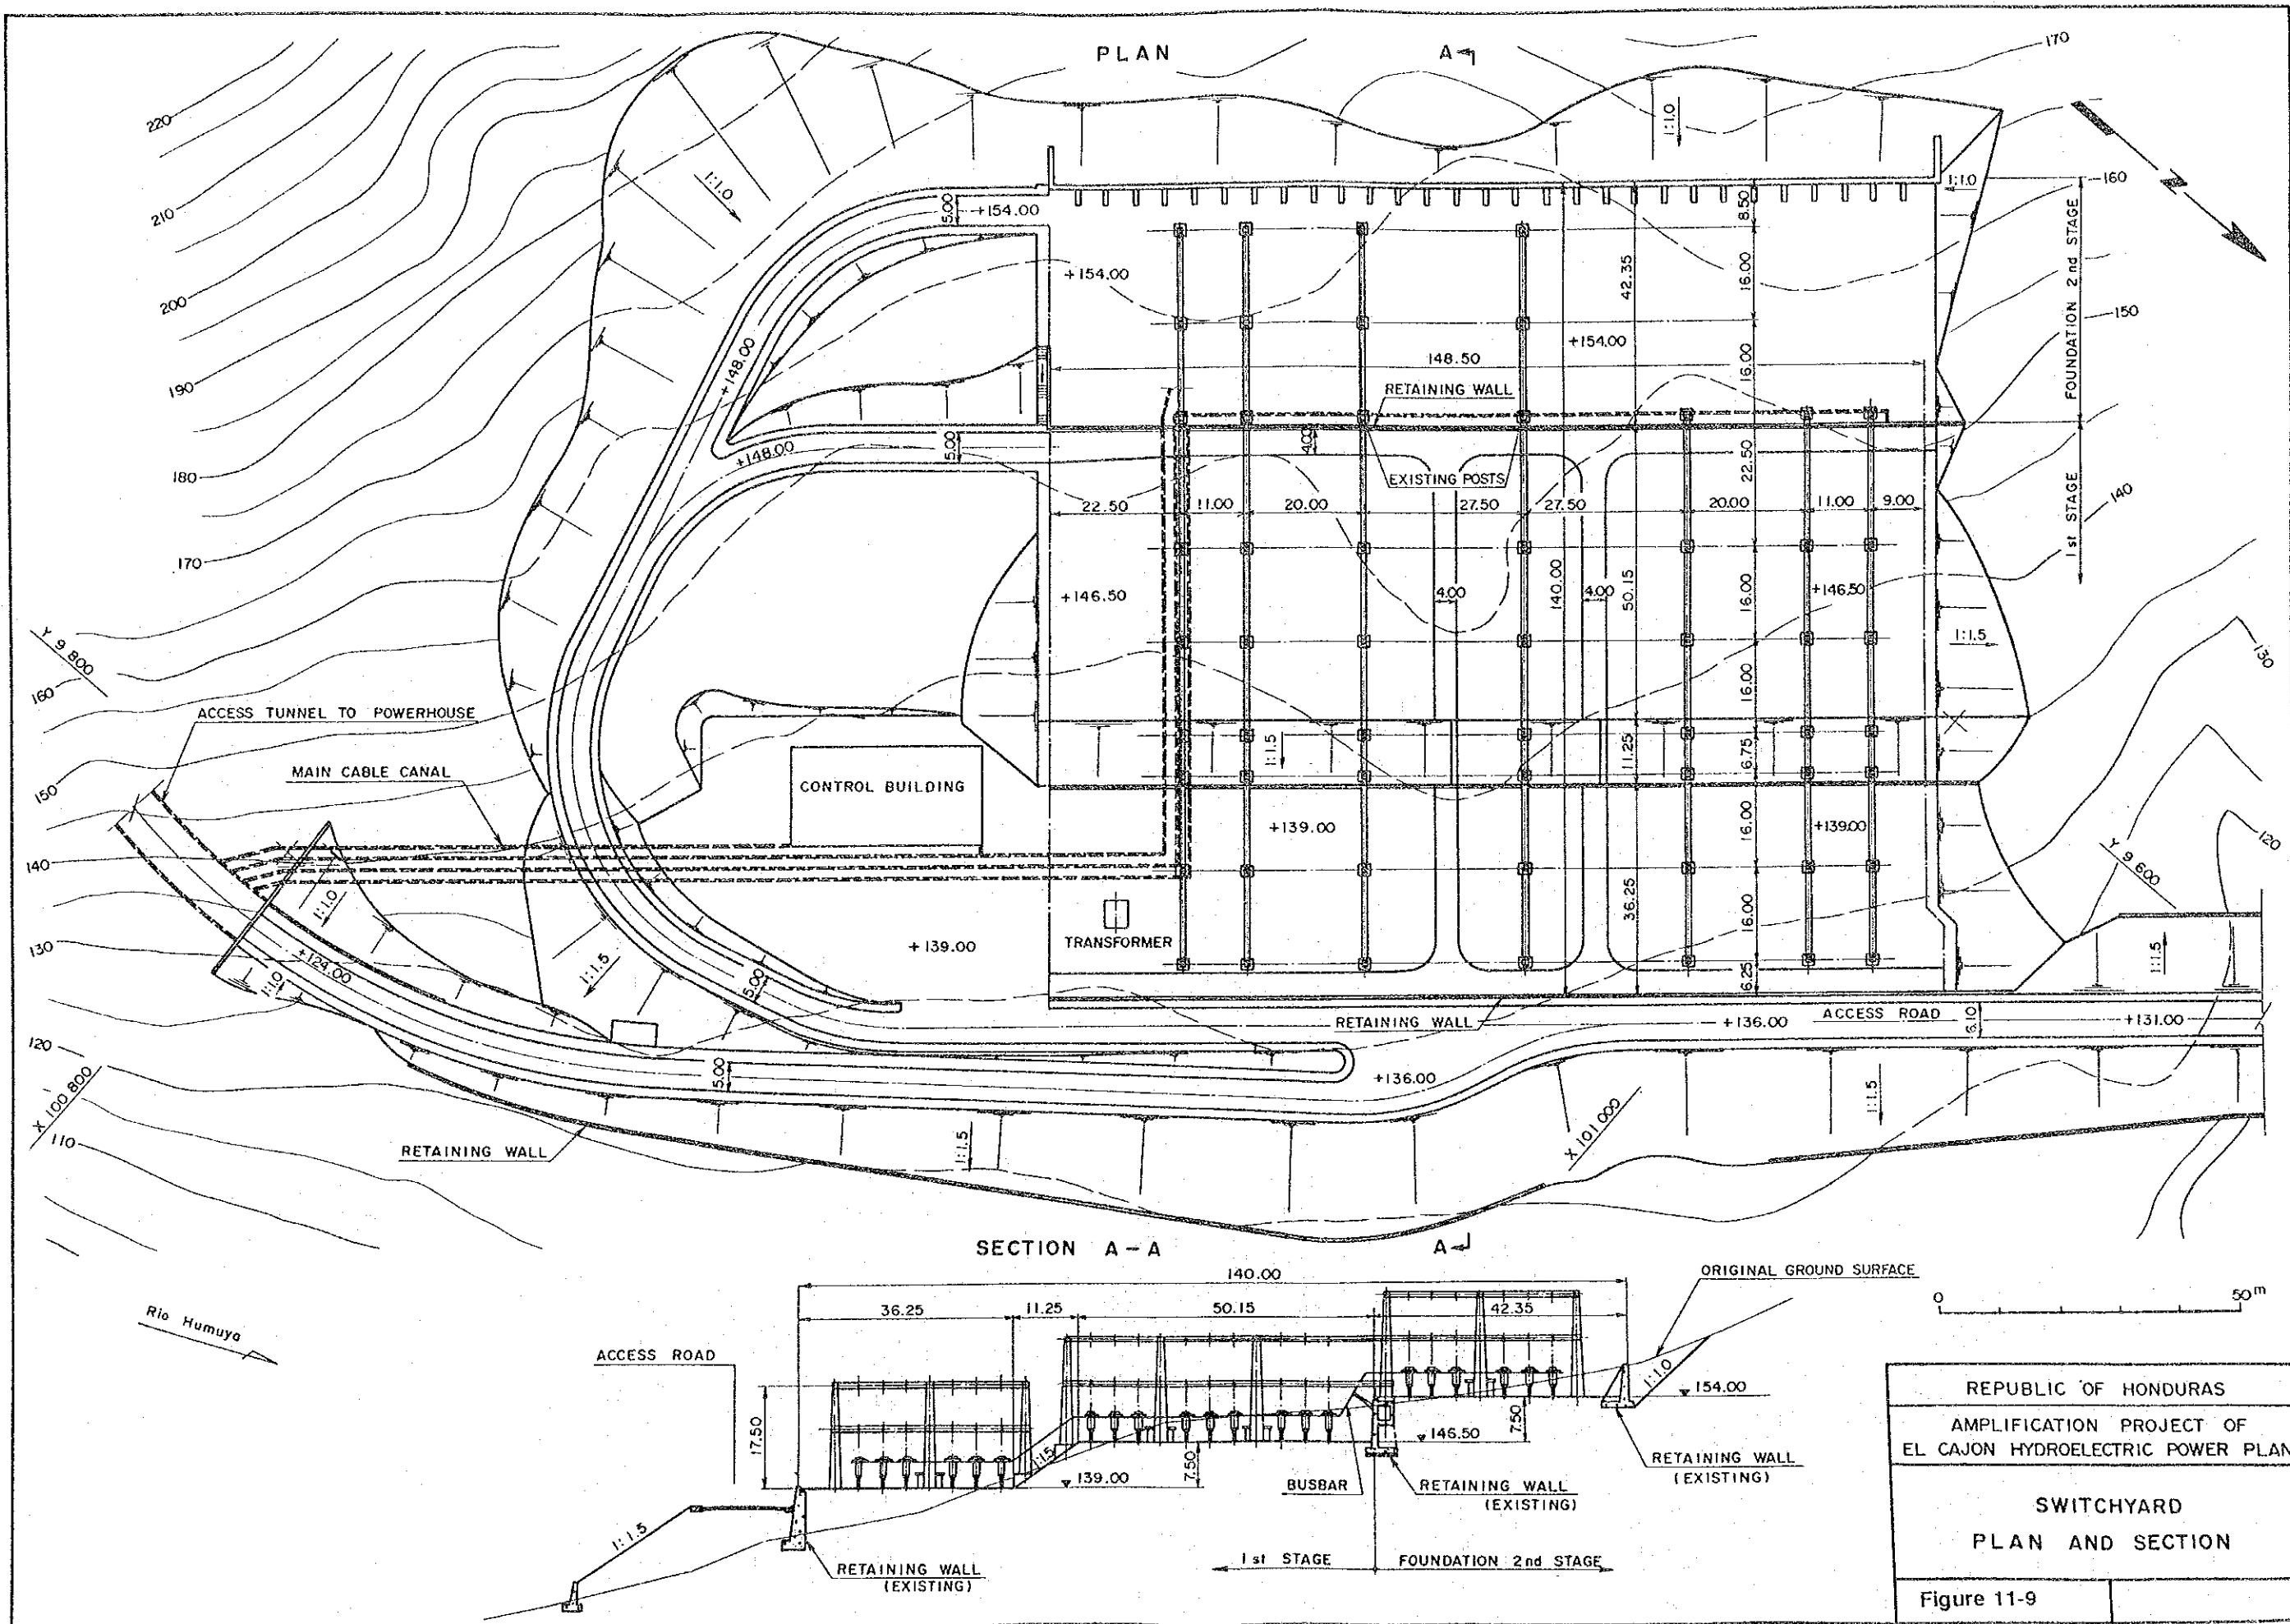 PLAN
A
170
220
1:1.0
1:1.0
1:1.0
160
210
5.00
+154.00
8.50
FOUNDATION 2nd STAGE
+154.00
42.35
16.00
200
150
+148.00
+154.00
148.50
16.00
190
RETAINING WALL
180
+148.00
5.00
4.00
22.50
EXISTING POSTS
1st STAGE
140
22.50
11.00
20.00
27.50
27.50
20.00
11.00
9.00
170
+146.50
4.00
140.00
4.00
50.15
16.00
+146.50
1:1.5
130
Y 9 800
160
16.00
ACCESS TUNNEL TO POWERHOUSE
MAIN CABLE CANAL
1:1.5
11.25
6.75
150
CONTROL BUILDING
+139.00
16.00
+139.00
120
140
Y 9 600
1:1.0
36.25
16.00
TRANSFORMER
+139.00
130
+124.00
1:1.0
1:1.5
5.00
6.25
1:1.5
RETAINING WALL
+136.00
ACCESS ROAD
6.10
+131.00
120
5.00
+136.00
1:1.5
X 100 800
110
X 101 000
RETAINING WALL
1:1.5
SECTION A-A
A
140.00
ORIGINAL GROUND SURFACE
0
50m
Rio Humuya
36.25
11.25
50.15
42.35
ACCESS ROAD
1:1.0
154.00
17.50
7.50
146.50
1:1.5
139.00
7.50
BUSBAR
RETAINING WALL
(EXISTING)
RETAINING WALL
(EXISTING)
1:1.5
RETAINING WALL
(EXISTING)
1st STAGE
FOUNDATION 2nd STAGE
REPUBLIC OF HONDURAS
AMPLIFICATION PROJECT OF
EL CAJON HYDROELECTRIC POWER PLAN
SWITCHYARD
PLAN AND SECTION
Figure 11-9